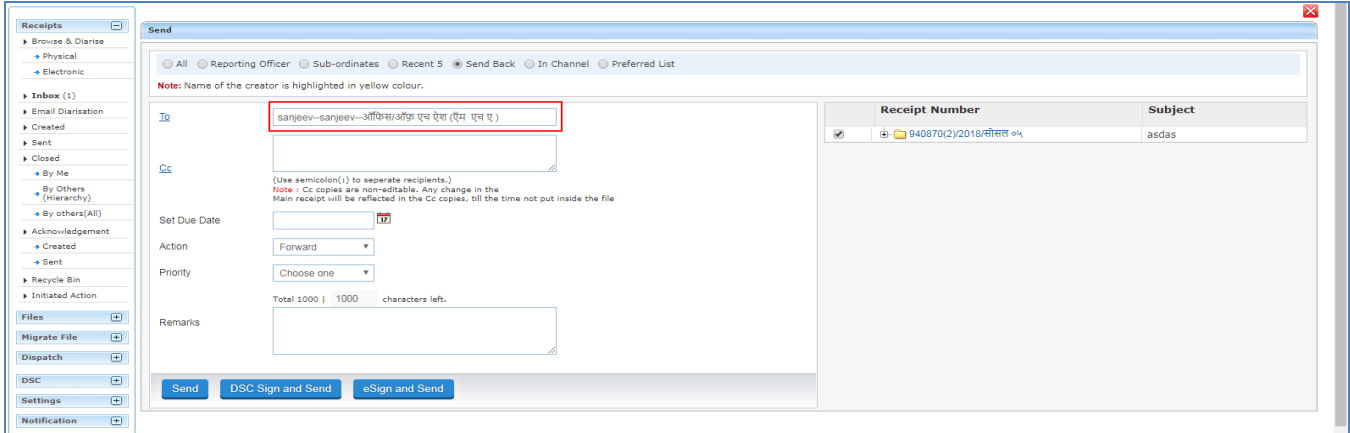 Receipts
Browse & Diarise
Physical
Electronic
Inbox (1)
Email Diarisation
Created
Sent
Closed
By Me
By Others
(Hierarchy)
By others(All)
Acknowledgement
Created
Sent
Recycle Bin
Initiated Action
Files
Migrate File
Dispatch
DSC
Settings
Notification
Send
All Reporting Officer Sub-ordinates Recent 5 Send Back In Channel Preferred List
Note: Name of the creator is highlighted in yellow colour.
To sanjeev--sanjeev--ऑफिस/ऑफ़ एच ऐश (ऍम एच ए )
Cc
(Use semicolon(;) to seperate recipients.)
Note : Cc copies are non-editable. Any change in the
Main receipt will be reflected in the Cc copies, till the time not put inside the file
Set Due Date
Action Forward
Priority Choose one
Total 1000 | 1000 characters left.
Remarks
Send DSC Sign and Send eSign and Send
Receipt Number Subject
940870(2)/2018/सोसल ०५ asdas